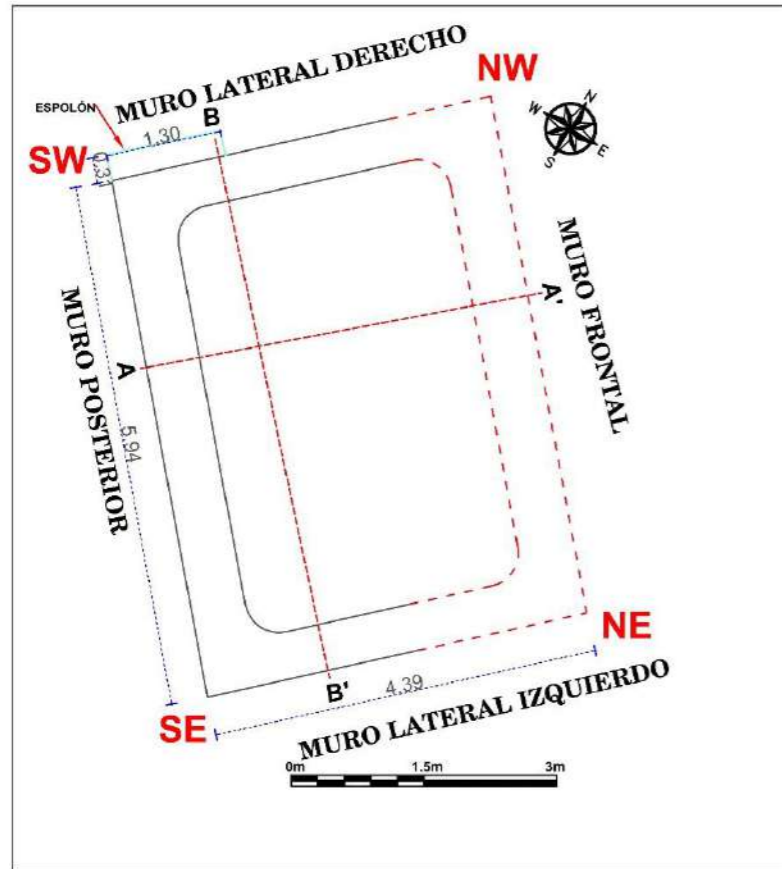 MURO LATERAL DERECHO
NW
ESPOLÓN
1.30
B
N
W
E
S
SW
0.31
MURO POSTERIOR
5.94
A
A'
MURO FRONTAL
NE
B'
4.39
SE
MURO LATERAL IZQUIERDO
0m
1.5m
3m